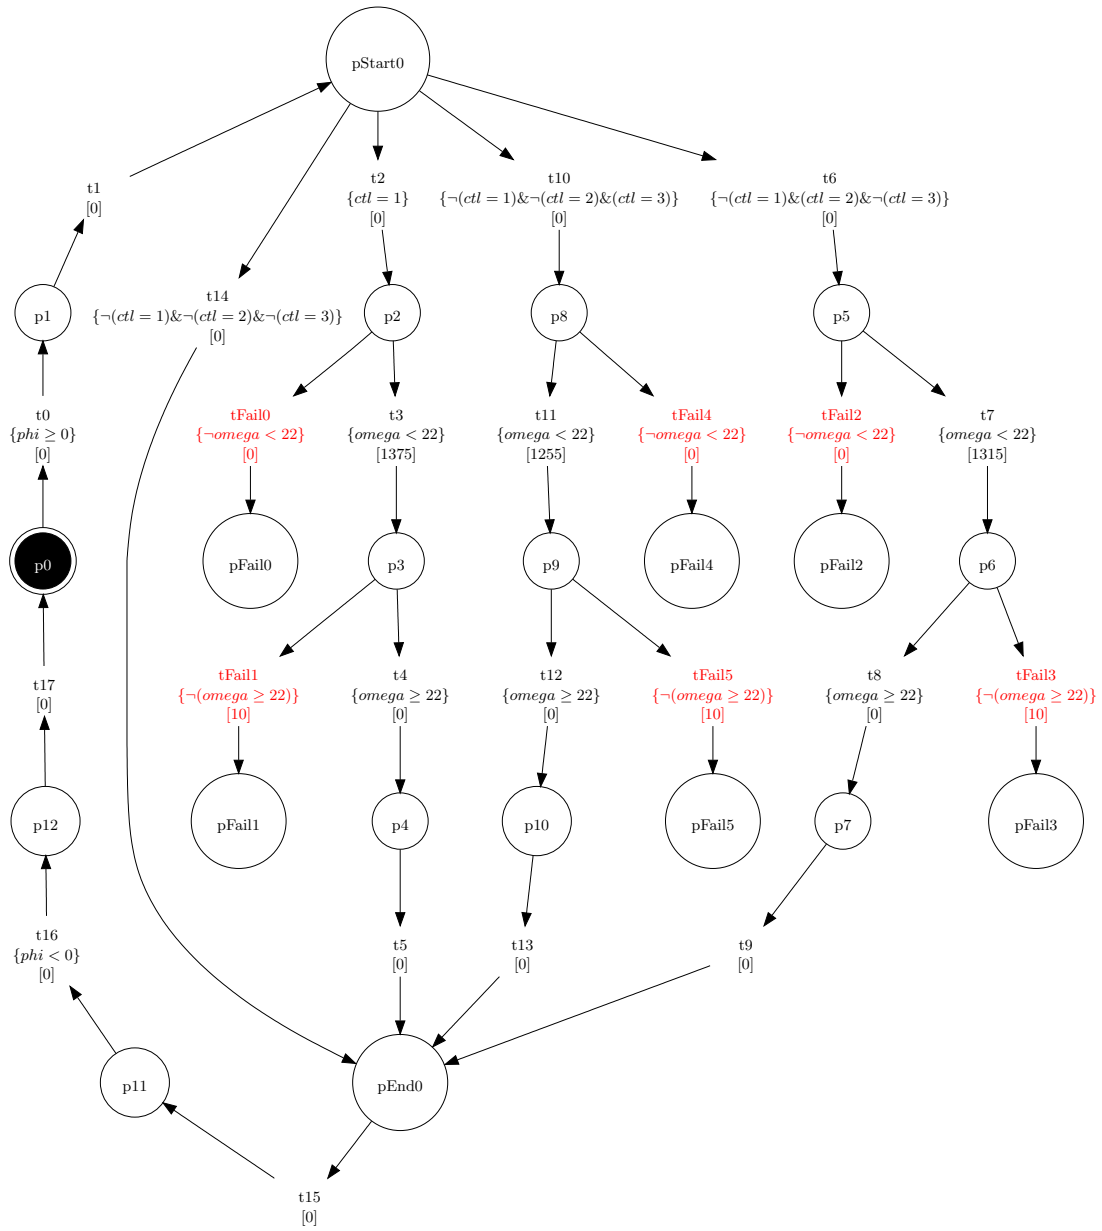 pStart0
t1
[0]
t2
{ctl = 1}
[0]
t10
{¬(ctl = 1)&¬(ctl = 2)&(ctl = 3)}
[0]
t6
{¬(ctl = 1)&(ctl = 2)&¬(ctl = 3)}
[0]
t14
{¬(ctl = 1)&¬(ctl = 2)&¬(ctl = 3)}
[0]
p1
p2
p8
p5
t0
{phi ≥ 0}
[0]
tFail0
{¬omega < 22}
[0]
t3
{omega < 22}
[1375]
t11
{omega < 22}
[1255]
tFail4
{¬omega < 22}
[0]
tFail2
{¬omega < 22}
[0]
t7
{omega < 22}
[1315]
p0
pFail0
p3
p9
pFail4
pFail2
p6
t17
[0]
tFail1
{¬(omega ≥ 22)}
[10]
t4
{omega ≥ 22}
[0]
t12
{omega ≥ 22}
[0]
tFail5
{¬(omega ≥ 22)}
[10]
t8
{omega ≥ 22}
[0]
tFail3
{¬(omega ≥ 22)}
[10]
p12
pFail1
p4
p10
pFail5
p7
pFail3
t16
{phi < 0}
[0]
t5
[0]
t13
[0]
t9
[0]
p11
pEnd0
t15
[0]